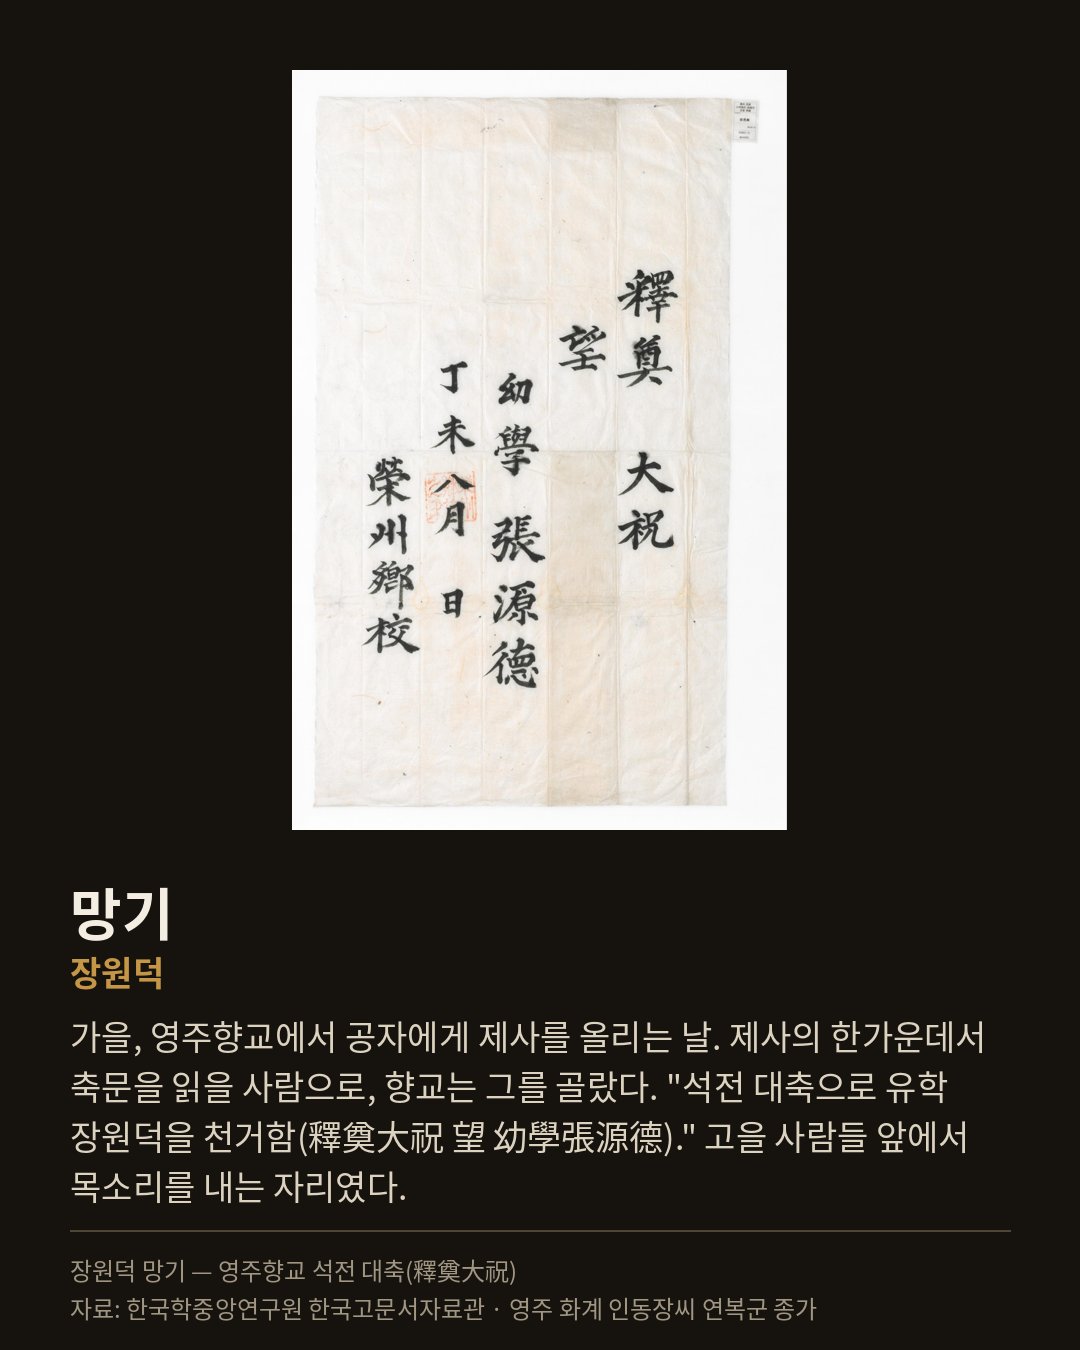 釋奠 大祝
望
幼學 張源德
丁未八月 日
榮州鄕校
망기
장원덕
가을, 영주향교에서 공자에게 제사를 올리는 날. 제사의 한가운데서
축문을 읽을 사람으로, 향교는 그를 골랐다. "석전 대축으로 유학
장원덕을 천거함(釋奠大祝 望 幼學張源德)." 고을 사람들 앞에서
목소리를 내는 자리였다.
장원덕 망기 — 영주향교 석전 대축(釋奠大祝)
자료: 한국학중앙연구원 한국고문서자료관 · 영주 화계 인동장씨 연복군 종가